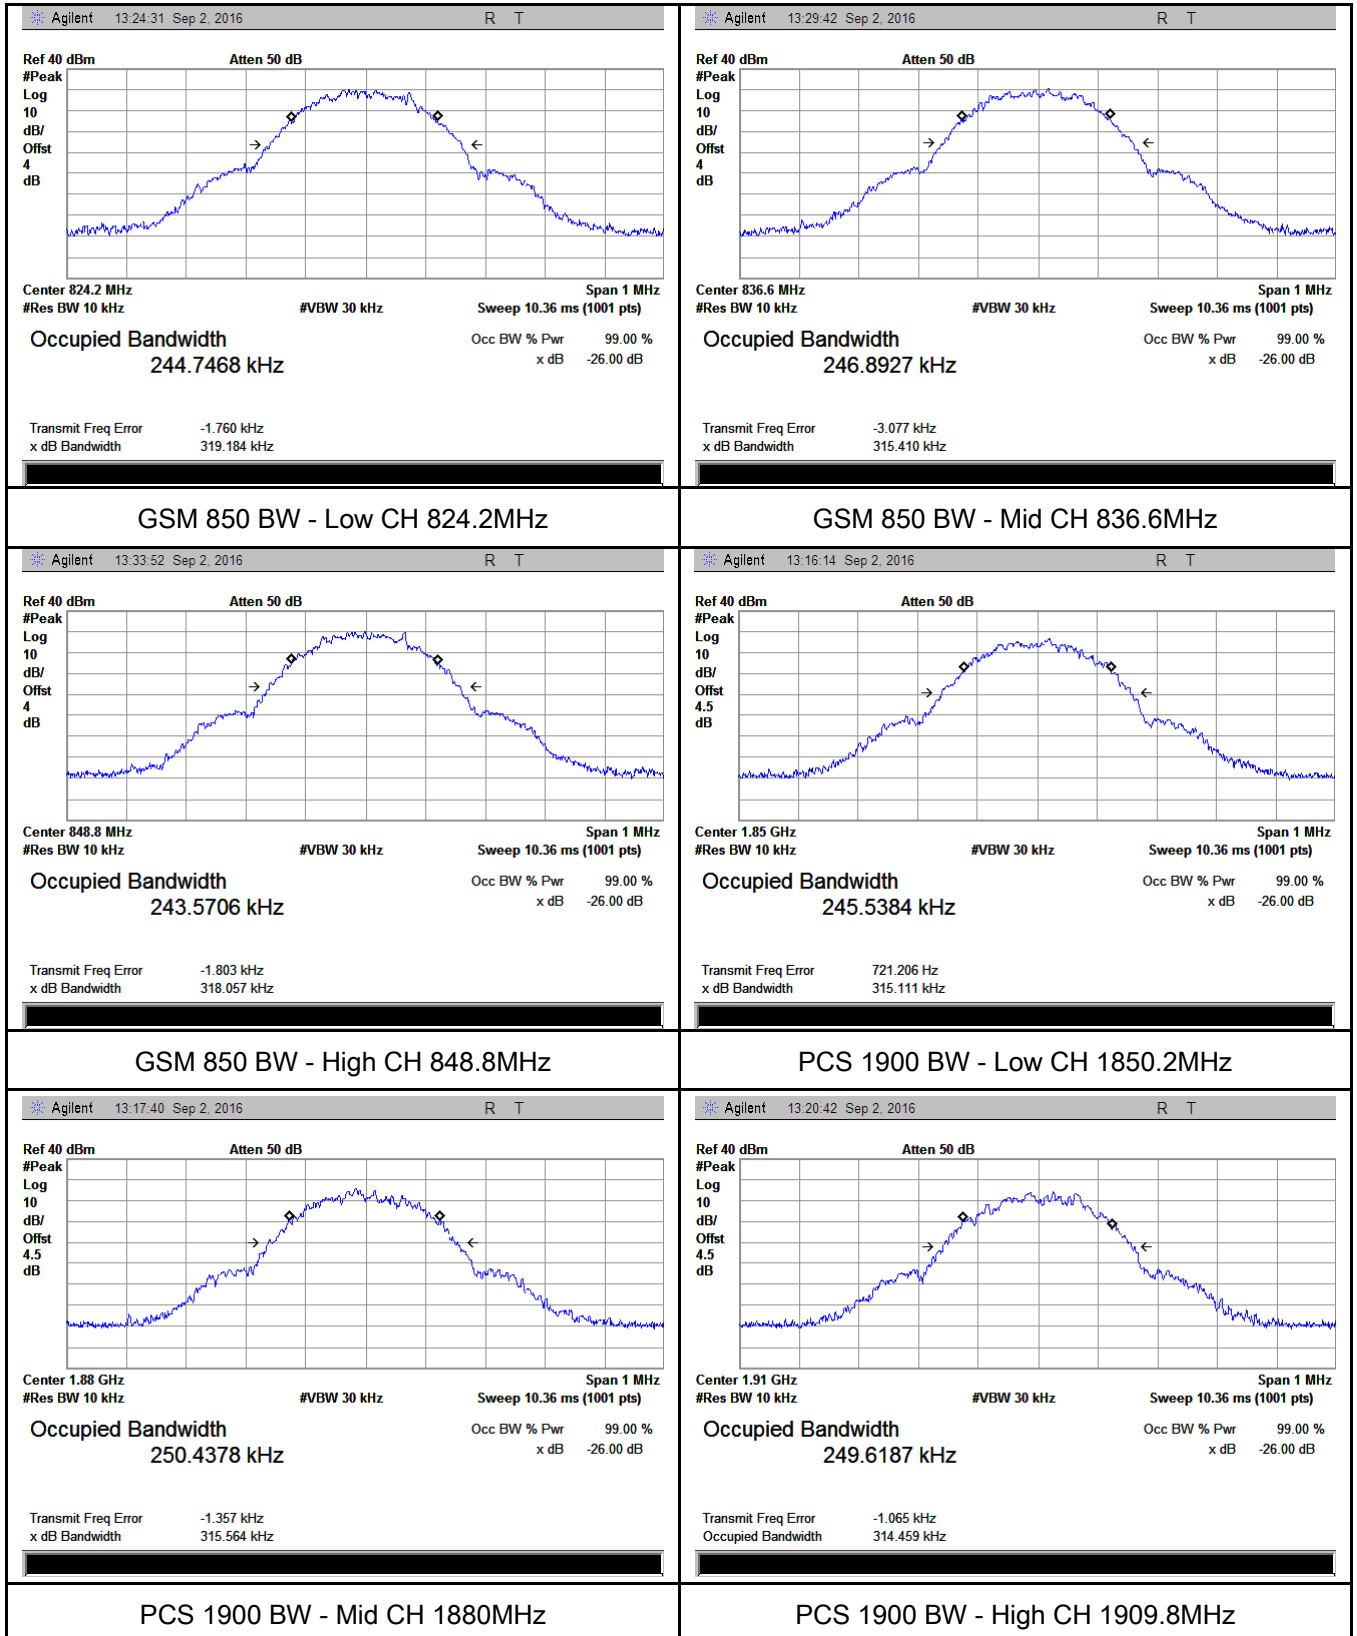 Agilent 13:24:31 Sep 2, 2016 R T
Ref 40 dBm Atten 50 dB
#Peak
Log
10
dB/
Offst
4
dB
Center 824.2 MHz Span 1 MHz
#Res BW 10 kHz #VBW 30 kHz Sweep 10.36 ms (1001 pts)
Occupied Bandwidth Occ BW % Pwr 99.00 %
244.7468 kHz x dB -26.00 dB
Transmit Freq Error -1.760 kHz
x dB Bandwidth 319.184 kHz
GSM 850 BW - Low CH 824.2MHz
Agilent 13:29:42 Sep 2, 2016 R T
Ref 40 dBm Atten 50 dB
#Peak
Log
10
dB/
Offst
4
dB
Center 836.6 MHz Span 1 MHz
#Res BW 10 kHz #VBW 30 kHz Sweep 10.36 ms (1001 pts)
Occupied Bandwidth Occ BW % Pwr 99.00 %
246.8927 kHz x dB -26.00 dB
Transmit Freq Error -3.077 kHz
x dB Bandwidth 315.410 kHz
GSM 850 BW - Mid CH 836.6MHz
Agilent 13:33:52 Sep 2, 2016 R T
Ref 40 dBm Atten 50 dB
#Peak
Log
10
dB/
Offst
4
dB
Center 848.8 MHz Span 1 MHz
#Res BW 10 kHz #VBW 30 kHz Sweep 10.36 ms (1001 pts)
Occupied Bandwidth Occ BW % Pwr 99.00 %
243.5706 kHz x dB -26.00 dB
Transmit Freq Error -1.803 kHz
x dB Bandwidth 318.057 kHz
GSM 850 BW - High CH 848.8MHz
Agilent 13:16:14 Sep 2, 2016 R T
Ref 40 dBm Atten 50 dB
#Peak
Log
10
dB/
Offst
4.5
dB
Center 1.85 GHz Span 1 MHz
#Res BW 10 kHz #VBW 30 kHz Sweep 10.36 ms (1001 pts)
Occupied Bandwidth Occ BW % Pwr 99.00 %
245.5384 kHz x dB -26.00 dB
Transmit Freq Error 721.206 Hz
x dB Bandwidth 315.111 kHz
PCS 1900 BW - Low CH 1850.2MHz
Agilent 13:17:40 Sep 2, 2016 R T
Ref 40 dBm Atten 50 dB
#Peak
Log
10
dB/
Offst
4.5
dB
Center 1.88 GHz Span 1 MHz
#Res BW 10 kHz #VBW 30 kHz Sweep 10.36 ms (1001 pts)
Occupied Bandwidth Occ BW % Pwr 99.00 %
250.4378 kHz x dB -26.00 dB
Transmit Freq Error -1.357 kHz
x dB Bandwidth 315.564 kHz
PCS 1900 BW - Mid CH 1880MHz
Agilent 13:20:42 Sep 2, 2016 R T
Ref 40 dBm Atten 50 dB
#Peak
Log
10
dB/
Offst
4.5
dB
Center 1.91 GHz Span 1 MHz
#Res BW 10 kHz #VBW 30 kHz Sweep 10.36 ms (1001 pts)
Occupied Bandwidth Occ BW % Pwr 99.00 %
249.6187 kHz x dB -26.00 dB
Transmit Freq Error -1.065 kHz
Occupied Bandwidth 314.459 kHz
PCS 1900 BW - High CH 1909.8MHz